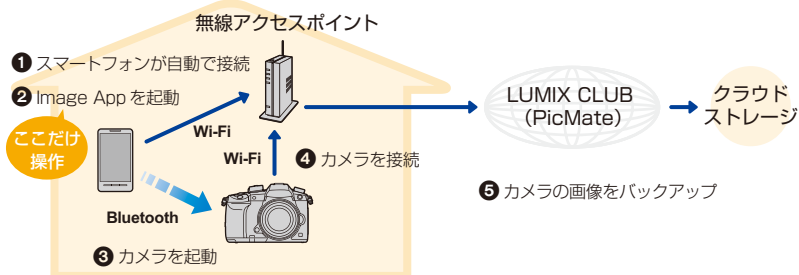 無線アクセスポイント
❶ スマートフォンが自動で接続
❷ Image App を起動
ここだけ
操作
Wi-Fi
Wi-Fi
❹ カメラを接続
Bluetooth
❸ カメラを起動
LUMIX CLUB
（PicMate）
クラウド
ストレージ
❺ カメラの画像をバックアップ